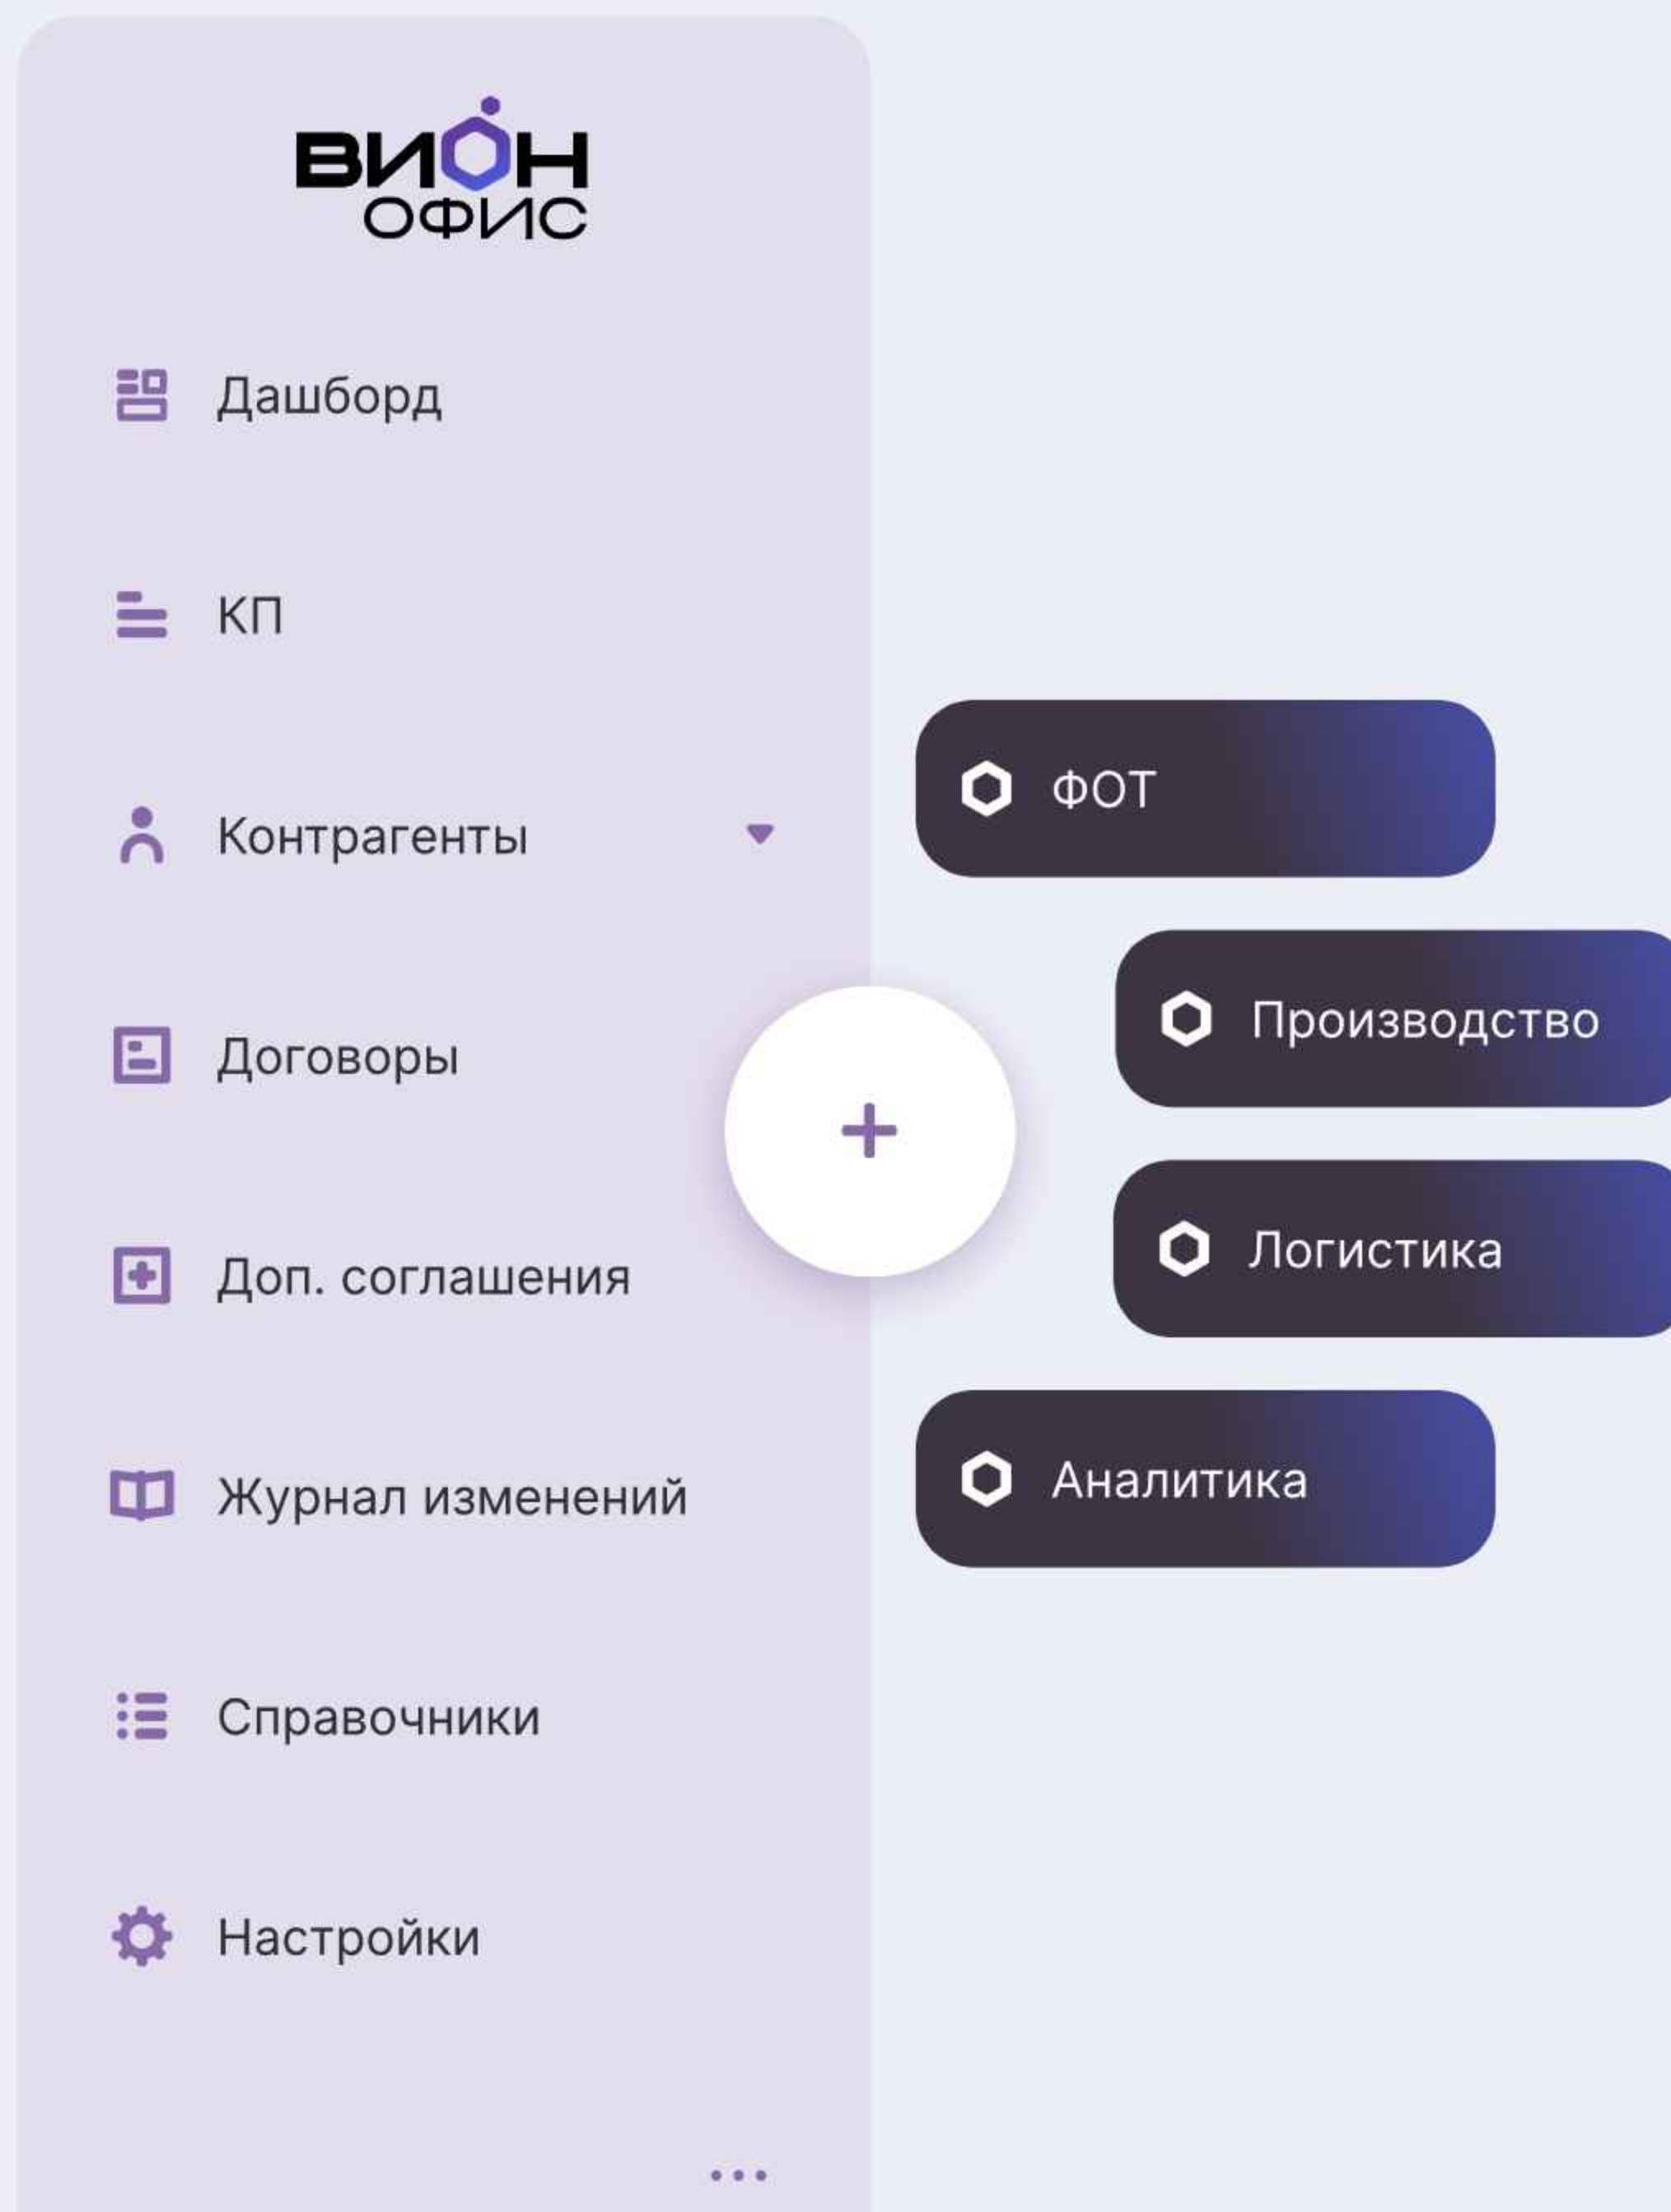 ВИОН
ОФИС
Дашборд
КП
Контрагенты
Договоры
Доп. соглашения
Журнал изменений
Справочники
Настройки
ФОТ
Производство
Логистика
Аналитика